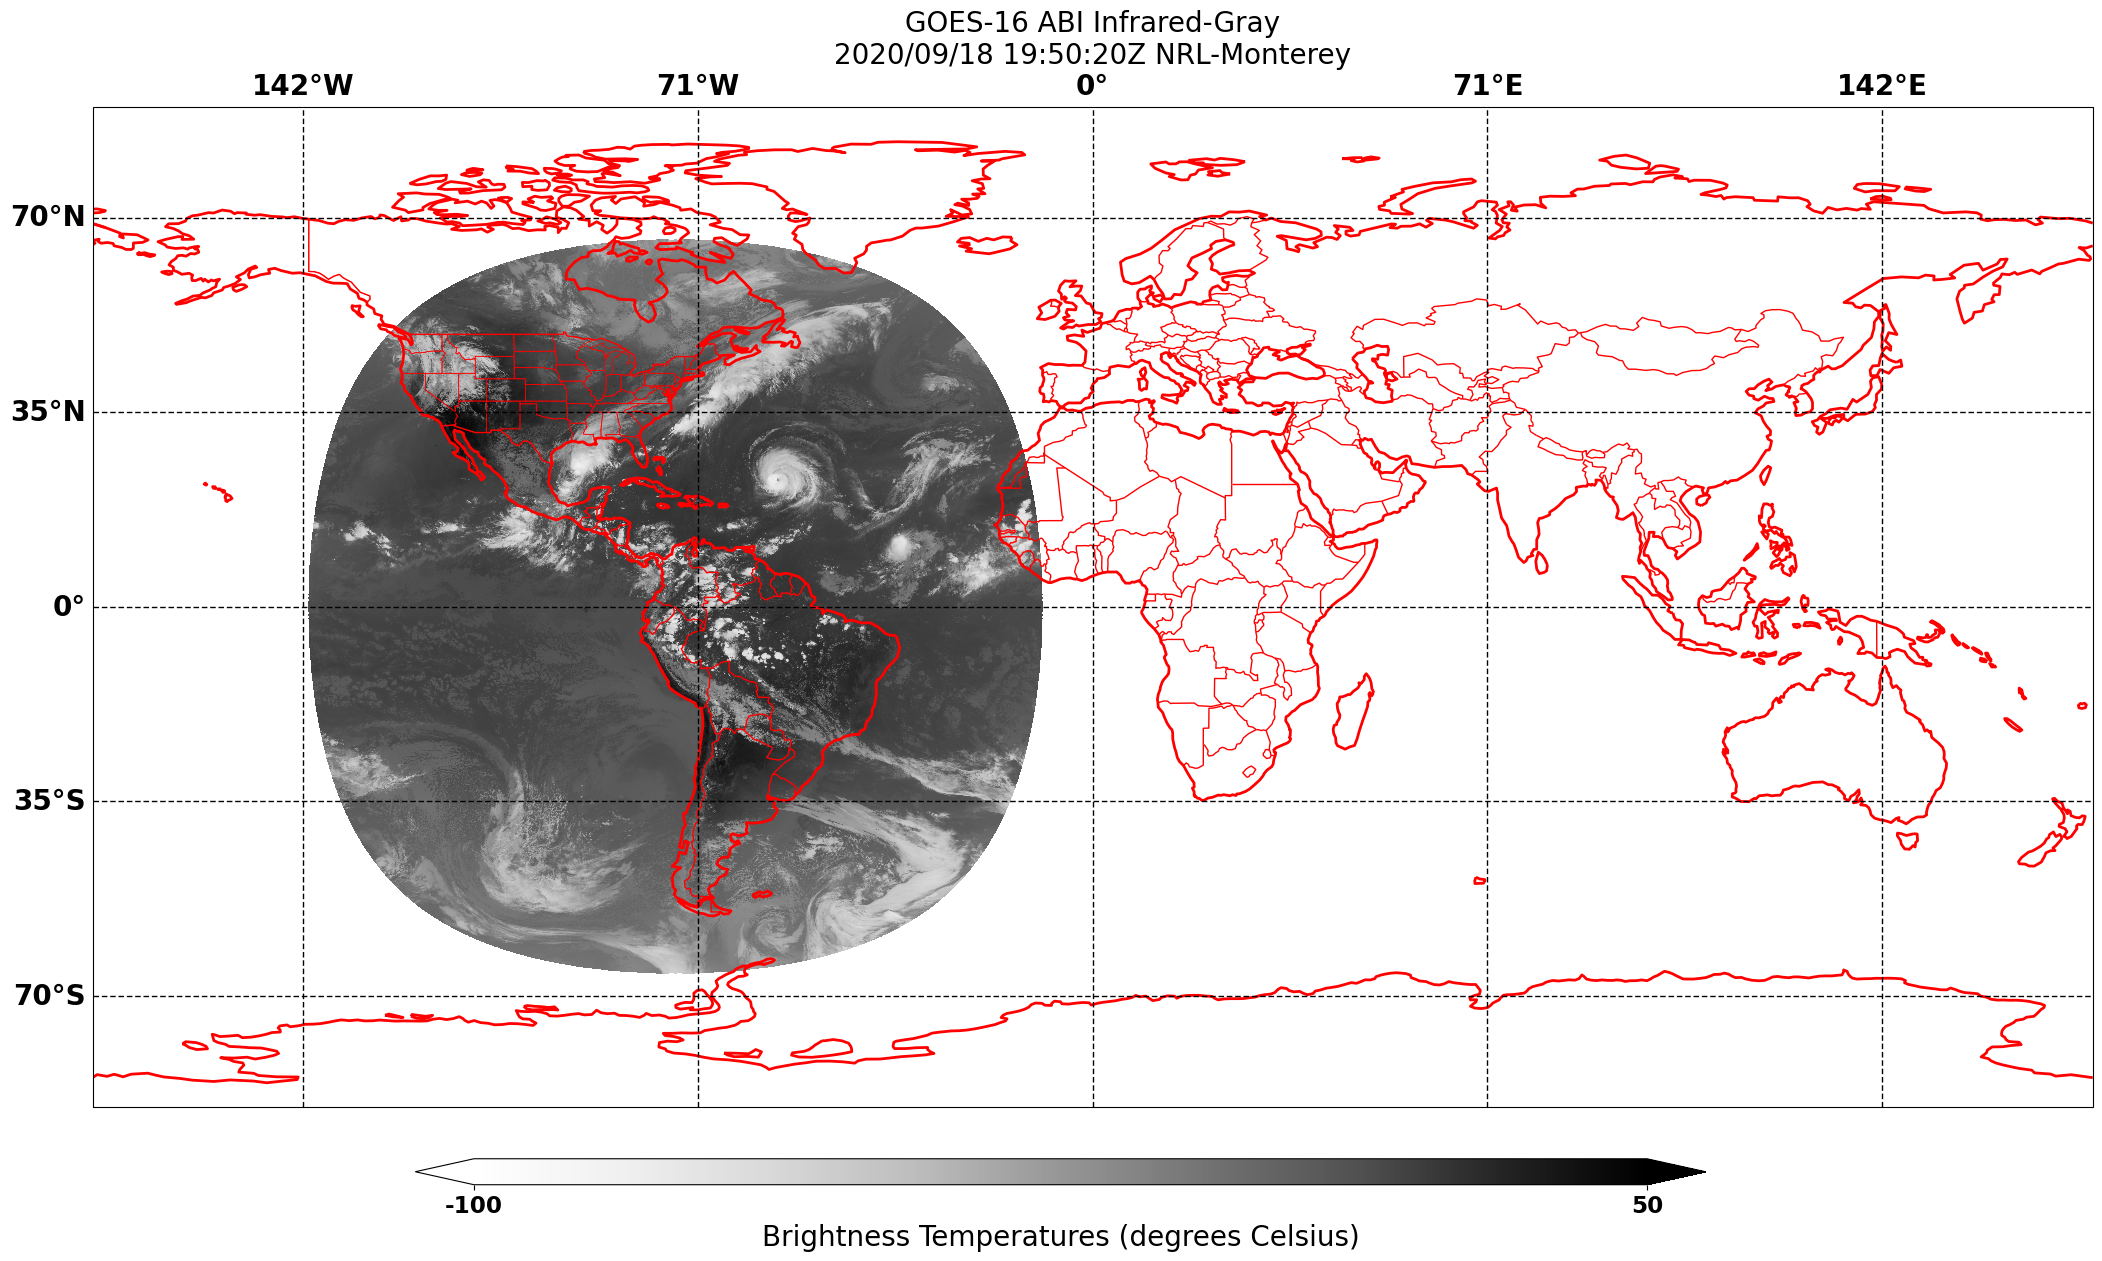 GOES-16 ABI Infrared-Gray
2020/09/18 19:50:20Z NRL-Monterey
142°W 71°W 0° 71°E 142°E
70°N
35°N
0°
35°S
70°S
-100 50
Brightness Temperatures (degrees Celsius)